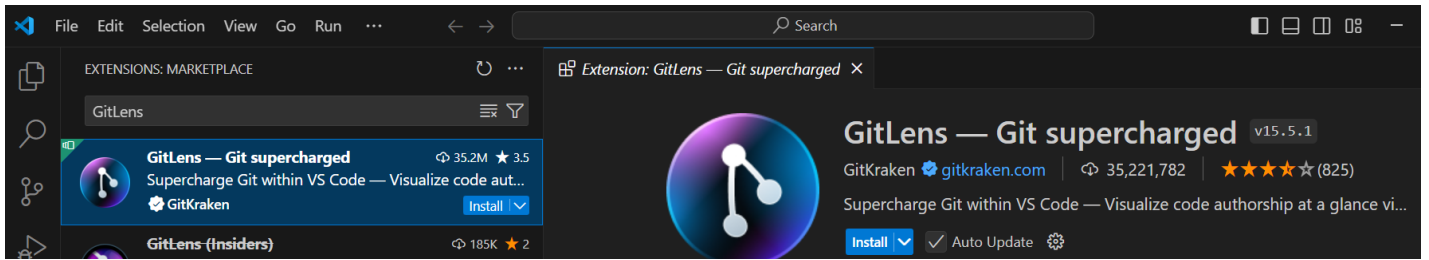 File Edit Selection View Go Run ··· Search
EXTENSIONS: MARKETPLACE
Extension: GitLens — Git supercharged
GitLens
GitLens — Git supercharged 35.2M ★ 3.5
Supercharge Git within VS Code — Visualize code aut...
GitKraken Install
GitLens (Insiders) 185K ★ 2
GitLens — Git supercharged v15.5.1
GitKraken gitkraken.com 35,221,782 (825)
Supercharge Git within VS Code — Visualize code authorship at a glance vi...
Install Auto Update